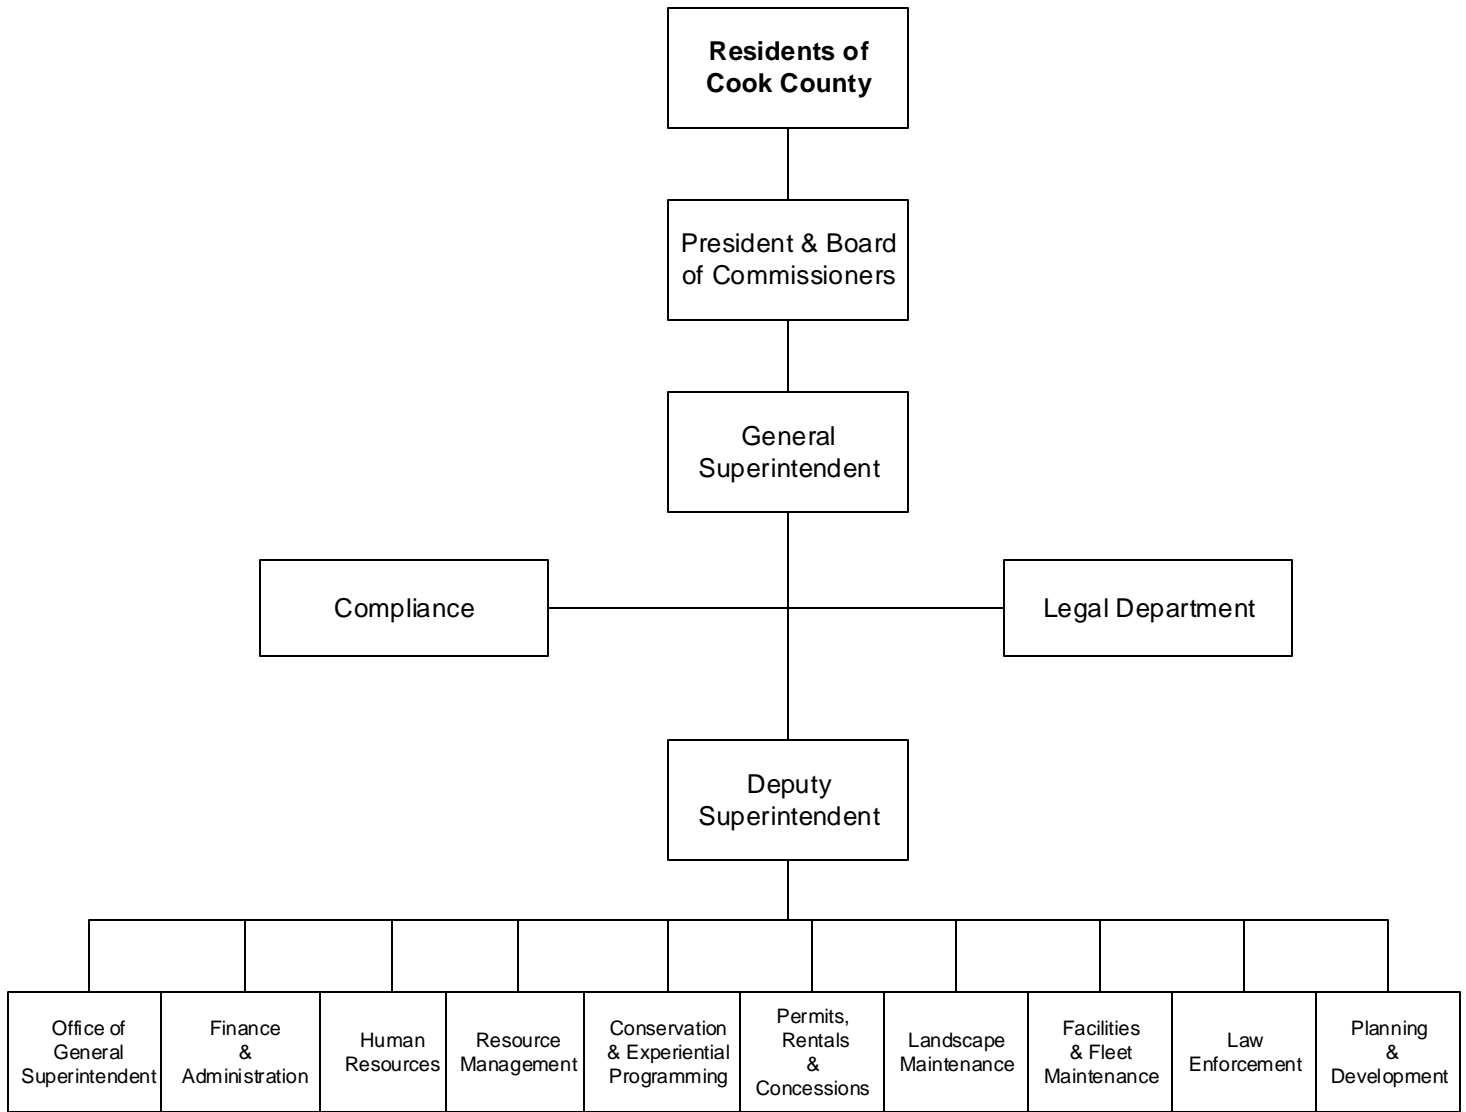 Residents of
Cook County
President & Board
of Commissioners
General
Superintendent
Compliance
Legal Department
Deputy
Superintendent
Office of
General
Superintendent
Finance
&
Administration
Human
Resources
Resource
Management
Conservation
& Experiential
Programming
Permits,
Rentals
&
Concessions
Landscape
Maintenance
Facilities
& Fleet
Maintenance
Law
Enforcement
Planning
&
Development